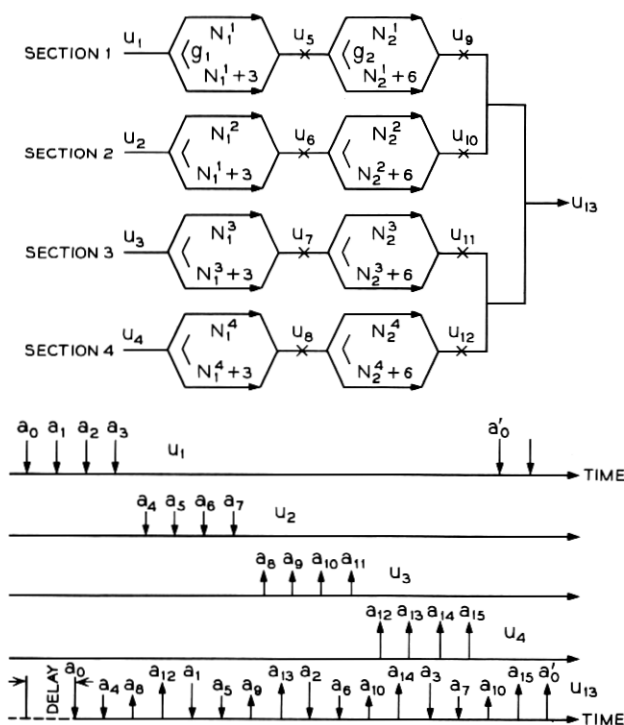 u1 N1^1 u5 N2^1 u9
SECTION 1 g1 g2
N1^1+3 N2^1+6
u2 N1^2 u6 N2^2 u10
SECTION 2
N1^1+3 N2^2+6
u13
u3 N1^3 u7 N2^3 u11
SECTION 3
N1^3+3 N2^3+6
u4 N1^4 u8 N2^4 u12
SECTION 4
N1^4+3 N2^4+6
a0 a1 a2 a3 u1 a'0
TIME
a4 a5 a6 a7 u2
a8 a9 a10 a11 u3
a12 a13 a14 a15 u4
DELAY a0 a4 a8 a12 a1 a5 a9 a13 a2 a6 a10 a14 a3 a7 a10 a15 a'0 u13
TIME